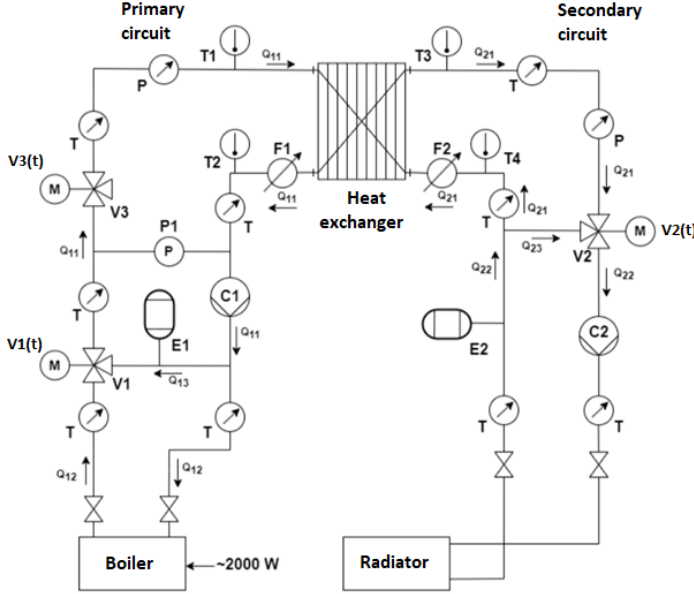 Primary
circuit
Secondary
circuit
T1
Q11
T3
Q21
P
T
T
P
V3(t)
M
V3
T2
F1
Q11
Heat
exchanger
F2
Q21
T4
T
Q21
Q21
Q11
P1
P
T
T
Q23
V2
M
V2(t)
Q22
Q22
T
C1
Q11
E1
V1(t)
M
V1
Q13
E2
C2
T
T
T
T
Q12
Q12
Boiler
~2000 W
Radiator